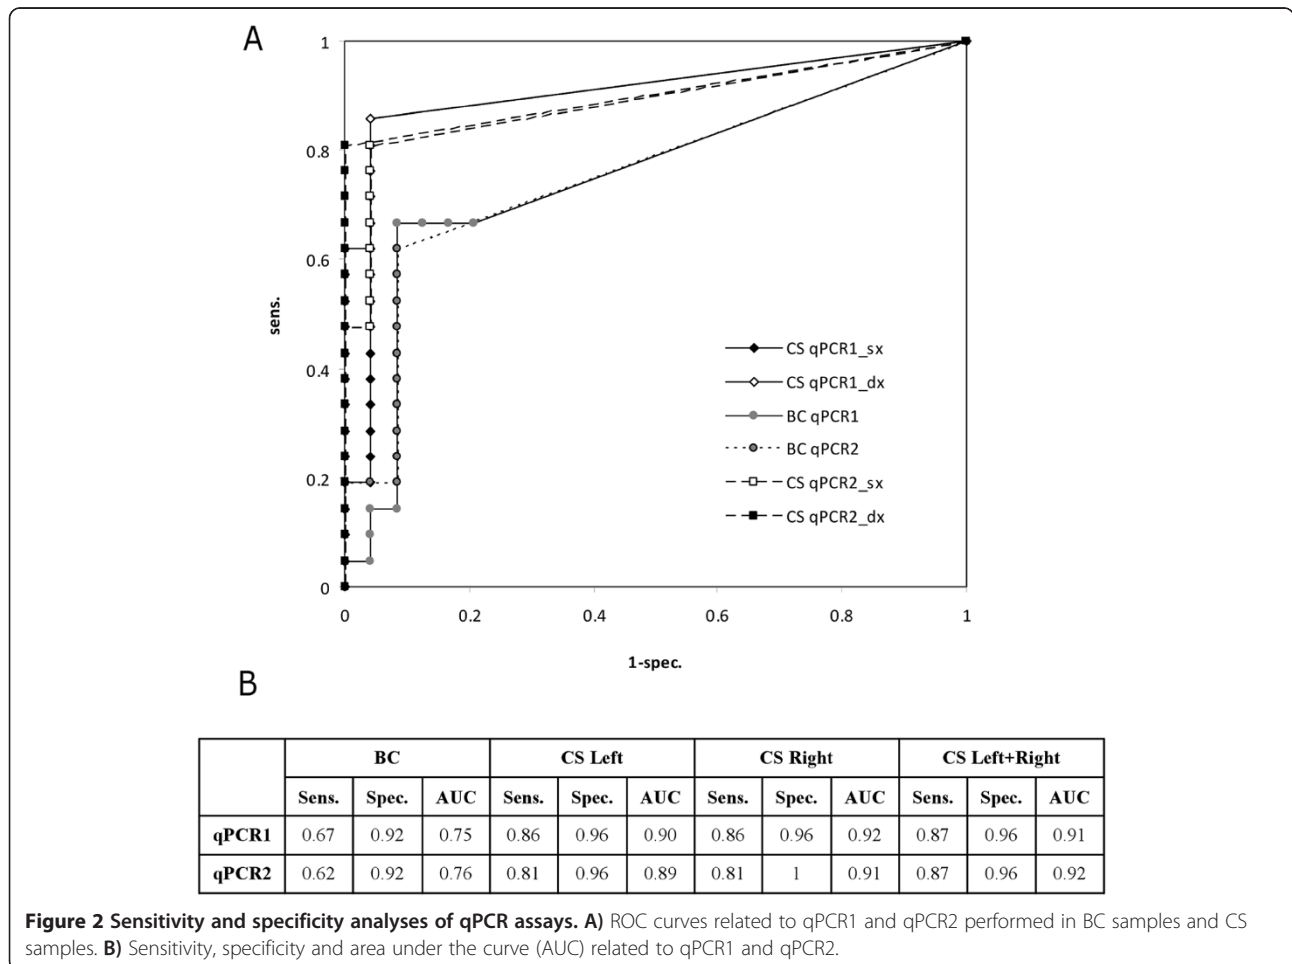 A
1
0.8
0.6
0.4
0.2
0
sens.
CS qPCR1_sx
CS qPCR1_dx
BC qPCR1
BC qPCR2
CS qPCR2_sx
CS qPCR2_dx
0 0.2 0.4 0.6 0.8 1
1-spec.
B
BC CS Left CS Right CS Left+Right
Sens. Spec. AUC Sens. Spec. AUC Sens. Spec. AUC Sens. Spec. AUC
qPCR1 0.67 0.92 0.75 0.86 0.96 0.90 0.86 0.96 0.92 0.87 0.96 0.91
qPCR2 0.62 0.92 0.76 0.81 0.96 0.89 0.81 1 0.91 0.87 0.96 0.92
Figure 2 Sensitivity and specificity analyses of qPCR assays. A) ROC curves related to qPCR1 and qPCR2 performed in BC samples and CS
samples. B) Sensitivity, specificity and area under the curve (AUC) related to qPCR1 and qPCR2.